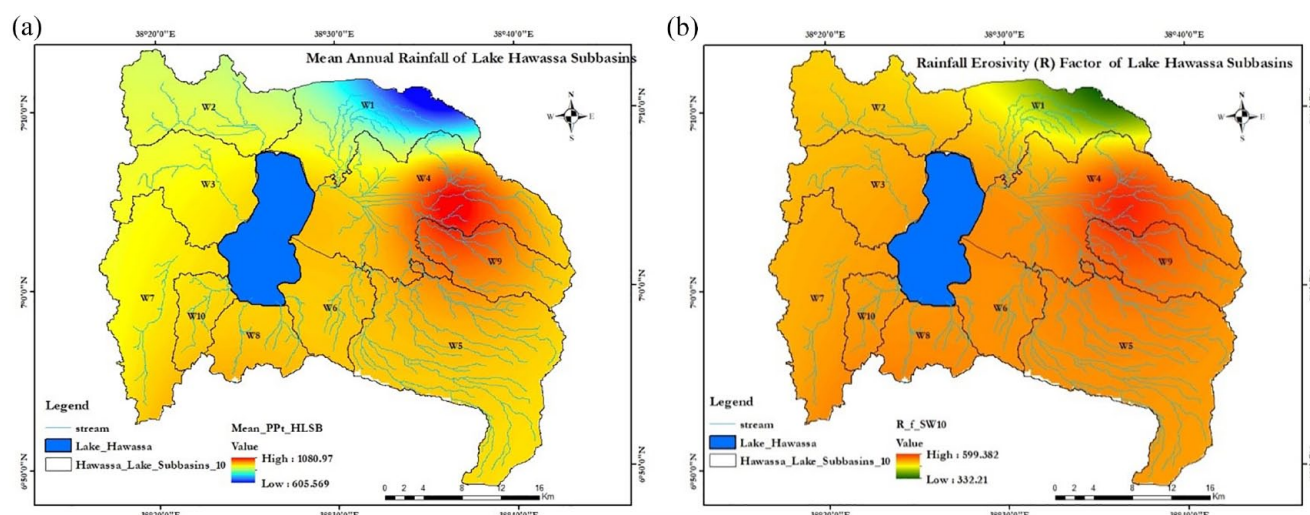 (a)
38°20'0"E 38°30'0"E 38°40'0"E
Mean Annual Rainfall of Lake Hawassa Subbasins
7°10'0"N
7°0'0"N
6°50'0"N
W E
N
S
W2
W1
W3
W4
W9
W7
W10
W8
W6
W5
Legend
stream
Lake_Hawassa
Hawassa_Lake_Subbasins_10
Mean_PPt_HLSB
Value
High : 1080.97
Low : 605.569
0 2 4 8 12 16
Km
(b)
38°20'0"E 38°30'0"E 38°40'0"E
Rainfall Erosivity (R) Factor of Lake Hawassa Subbasins
7°10'0"N
7°0'0"N
6°50'0"N
N
W E
S
W2
W1
W3
W4
W9
W7
W10
W8
W6
W5
Legend
stream
Lake_Hawassa
Hawassa_Lake_Subbasins_10
R_f_SW10
Value
High : 599.382
Low : 332.21
0 2 4 8 12 16
Km